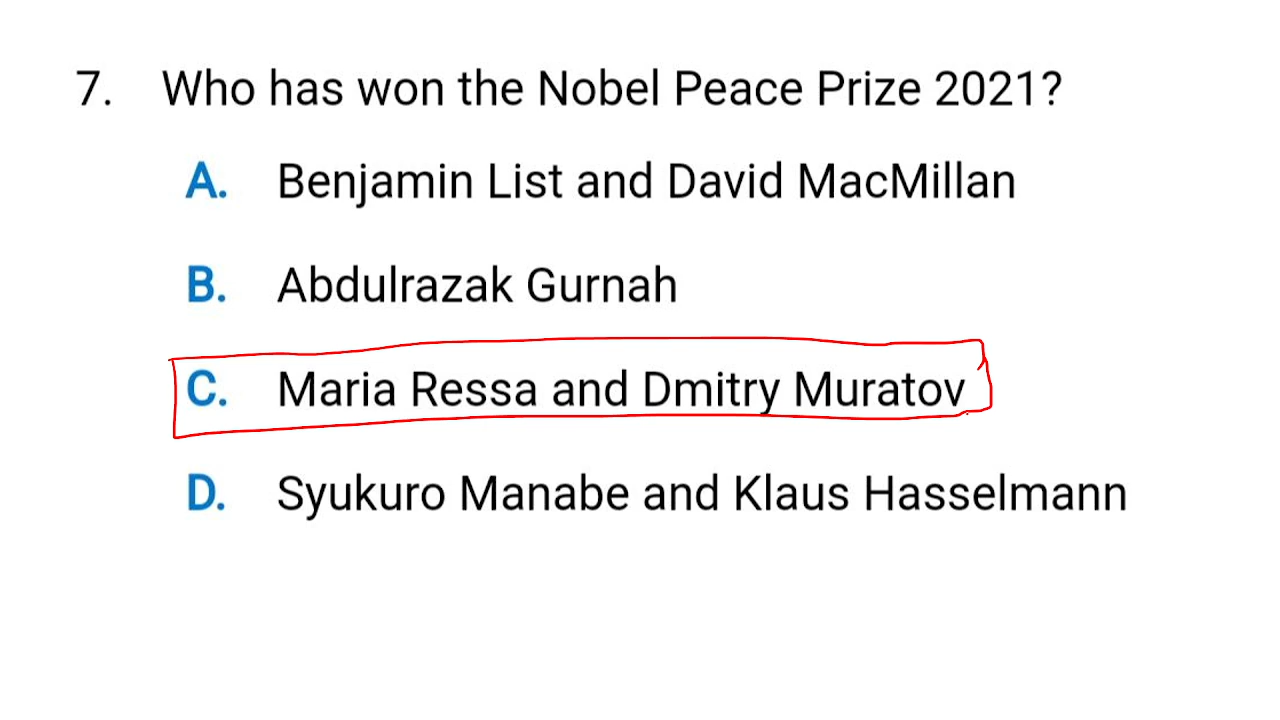 7. Who has won the Nobel Peace Prize 2021?
A. Benjamin List and David MacMillan
B. Abdulrazak Gurnah
C. Maria Ressa and Dmitry Muratov
D. Syukuro Manabe and Klaus Hasselmann